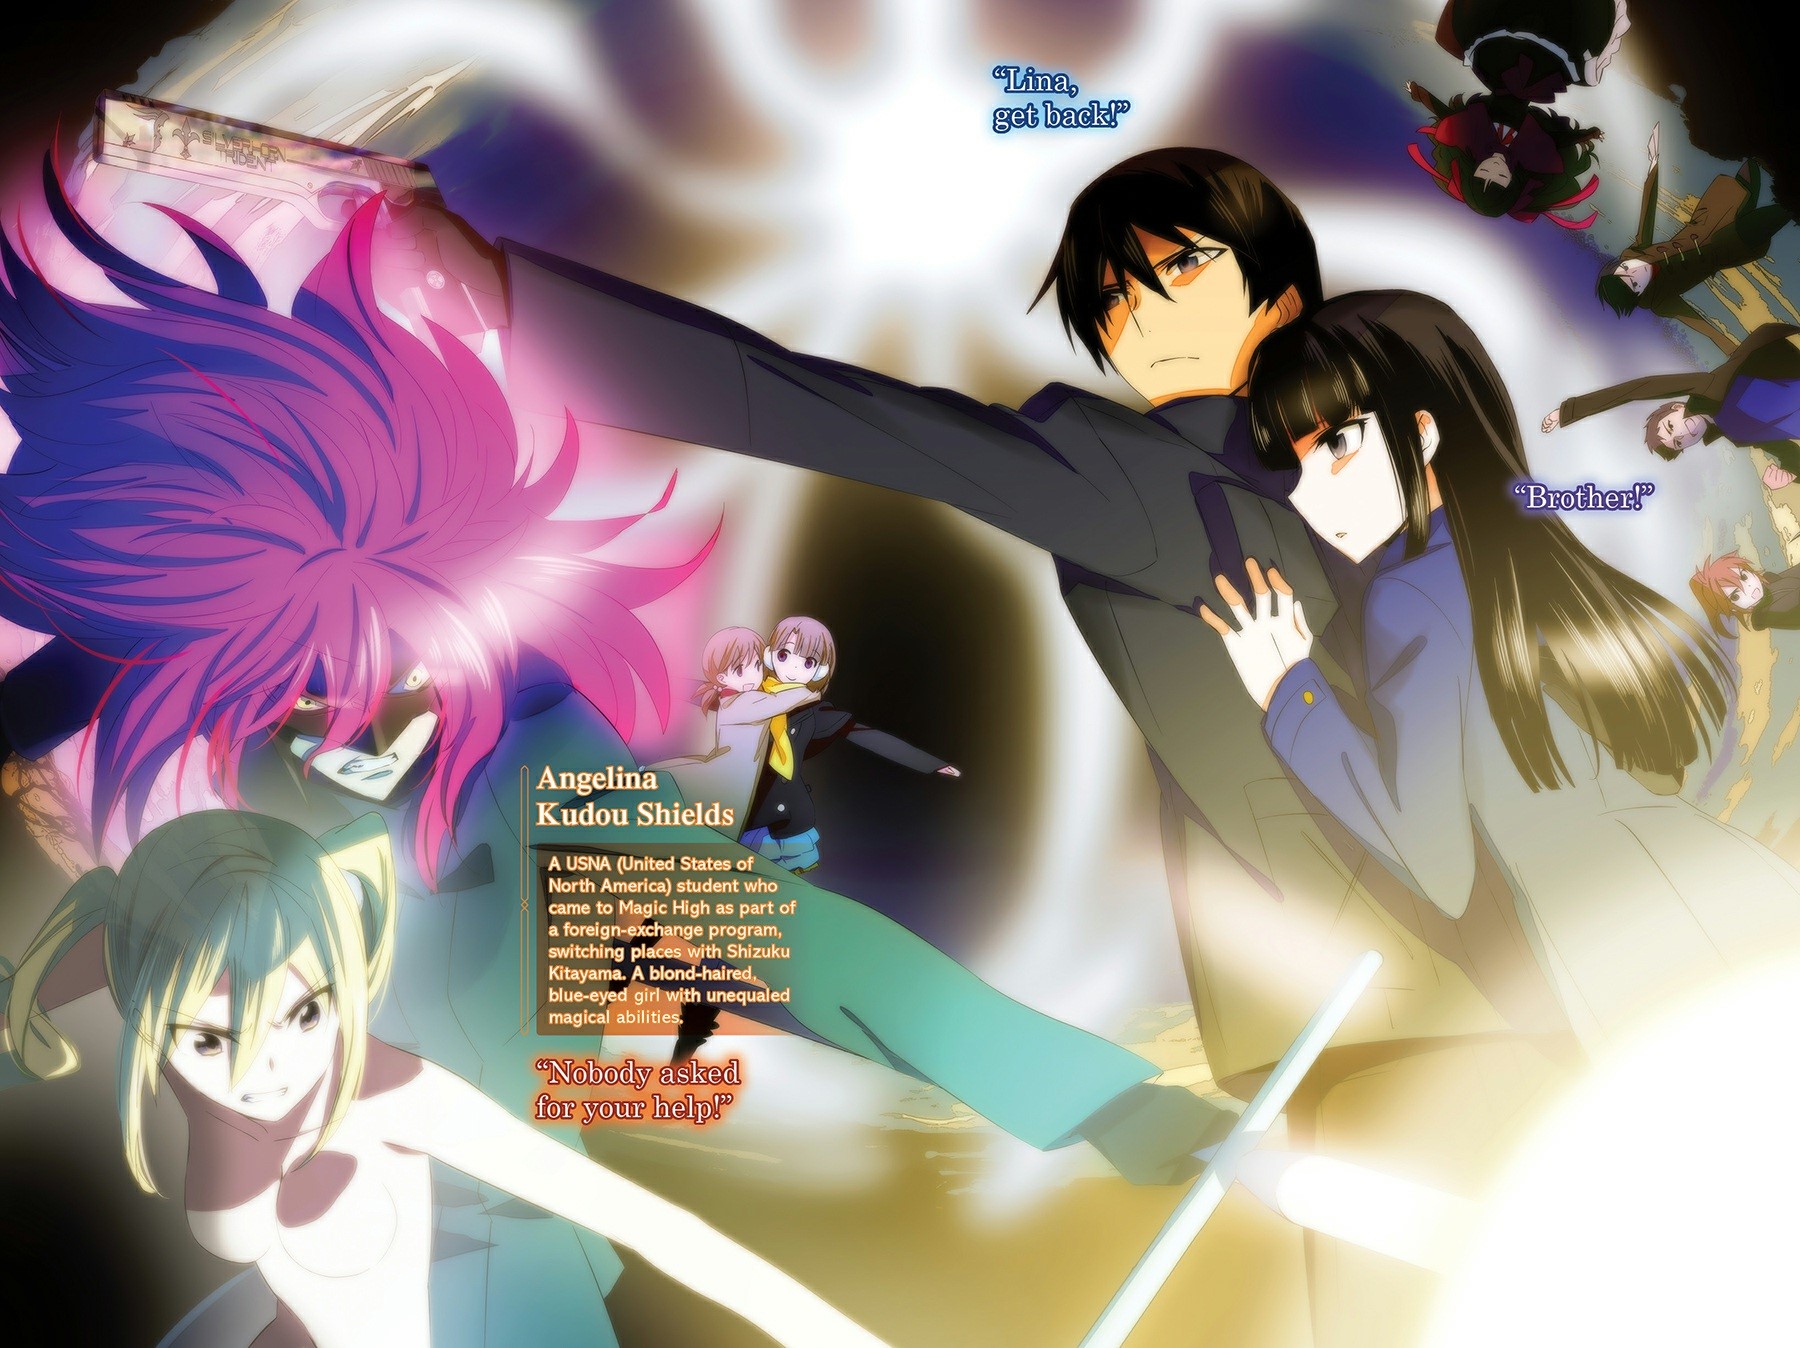 “Lina,
get back!”
“Brother!”
Angelina
Kudou Shields
A USNA (United States of
North America) student who
came to Magic High as part of
a foreign-exchange program,
switching places with Shizuku
Kitayama. A blond-haired,
blue-eyed girl with unequaled
magical abilities.
“Nobody asked
for your help!”